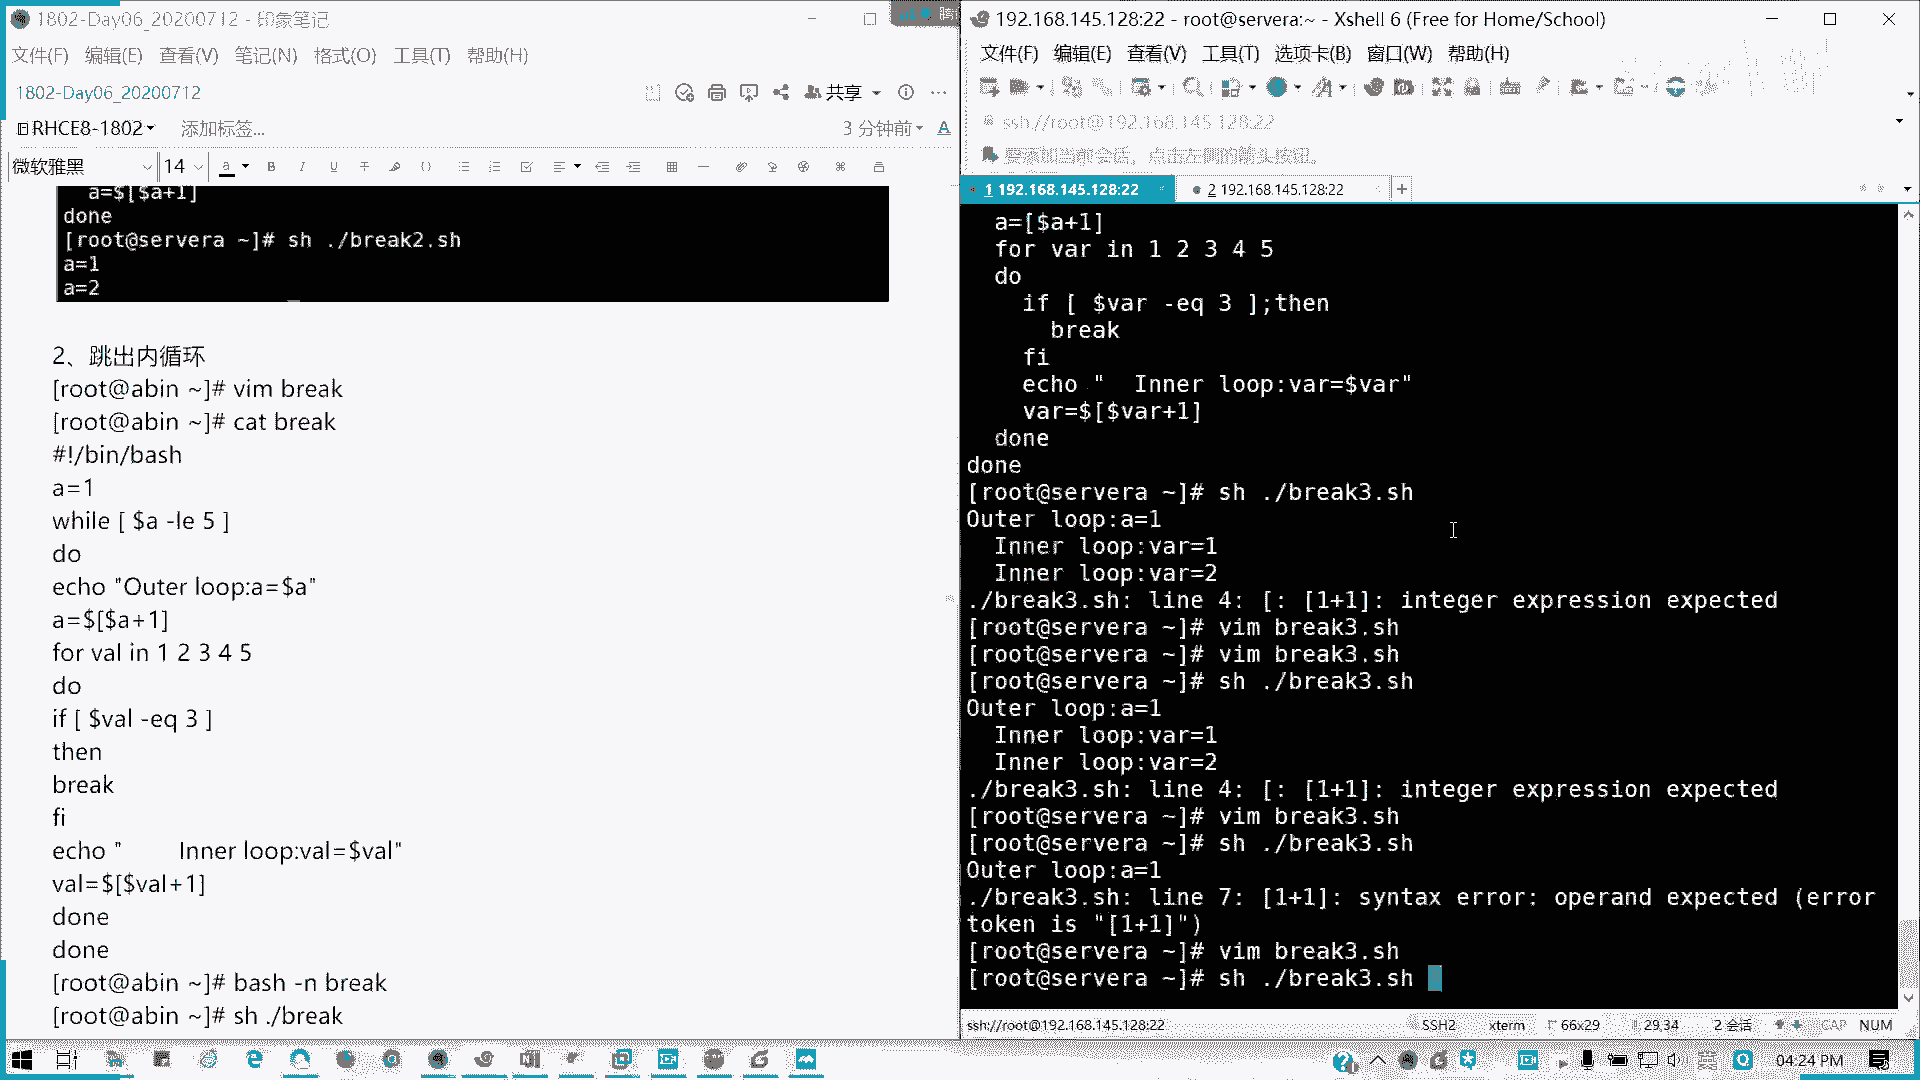 1802-Day06_20200712 - 印象笔记
文件(F) 编辑(E) 查看(V) 笔记(N) 格式(O) 工具(T) 帮助(H)
1802-Day06_20200712
共享
RHCE8-1802
添加标签...
3 分钟前
微软雅黑 14
a=$[$a+1]
done
[root@servera ~]# sh ./break2.sh
a=1
a=2
2、跳出内循环
[root@abin ~]# vim break
[root@abin ~]# cat break
#!/bin/bash
a=1
while [ $a -le 5 ]
do
echo "Outer loop:a=$a"
a=$[$a+1]
for val in 1 2 3 4 5
do
if [ $val -eq 3 ]
then
break
fi
echo " Inner loop:val=$val"
val=$[$val+1]
done
done
[root@abin ~]# bash -n break
[root@abin ~]# sh ./break
192.168.145.128:22 - root@servera:~ - Xshell 6 (Free for Home/School)
文件(F) 编辑(E) 查看(V) 工具(T) 选项卡(B) 窗口(W) 帮助(H)
ssh://root@192.168.145.128:22
要添加当前会话，点击左侧的箭头按钮。
1 192.168.145.128:22
2 192.168.145.128:22
a=[$a+1]
for var in 1 2 3 4 5
do
if [ $var -eq 3 ];then
break
fi
echo "  Inner loop:var=$var"
var=$[$var+1]
done
done
[root@servera ~]# sh ./break3.sh
Outer loop:a=1
Inner loop:var=1
Inner loop:var=2
./break3.sh: line 4: [: [1+1]: integer expression expected
[root@servera ~]# vim break3.sh
[root@servera ~]# vim break3.sh
[root@servera ~]# sh ./break3.sh
Outer loop:a=1
Inner loop:var=1
Inner loop:var=2
./break3.sh: line 4: [: [1+1]: integer expression expected
[root@servera ~]# vim break3.sh
[root@servera ~]# sh ./break3.sh
Outer loop:a=1
./break3.sh: line 7: [1+1]: syntax error: operand expected (error
token is "[1+1]")
[root@servera ~]# vim break3.sh
[root@servera ~]# sh ./break3.sh
ssh://root@192.168.145.128:22 SSH2 xterm 66x29 29,34 2 会话 CAP NUM
04:24 PM